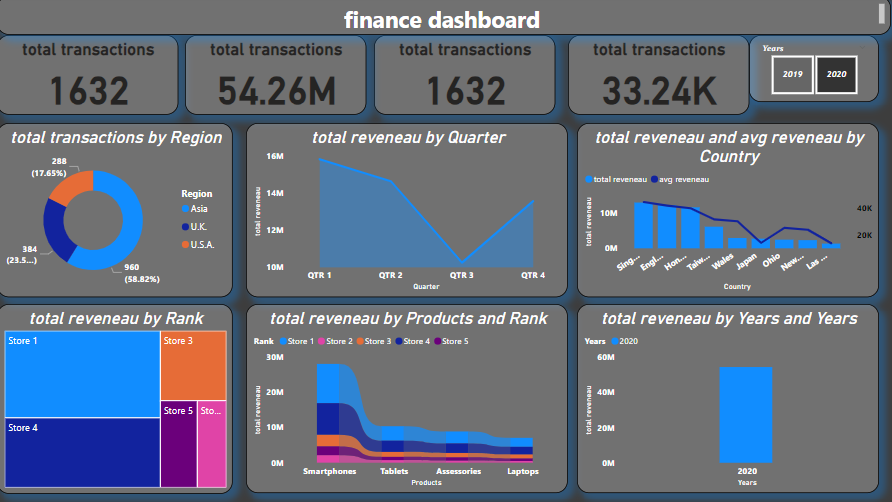 finance dashboard
total transactions
1632
total transactions
54.26M
total transactions
1632
total transactions
33.24K
Years
2019
2020
total transactions by Region
288
(17.65%)
384
(23.5...)
960
(58.82%)
Region
Asia
U.K.
U.S.A.
total reveneau by Quarter
total reveneau
16M
14M
12M
10M
QTR 1
QTR 2
QTR 3
QTR 4
Quarter
total reveneau and avg reveneau by
Country
total reveneau
avg reveneau
total reveneau
10M
0M
40K
20K
Sing...
Engl...
Hon...
Taiw...
Wales
Japan
Ohio
New...
Las ...
Country
total reveneau by Rank
Store 1
Store 3
Store 4
Store 5
Sto...
total reveneau by Products and Rank
Rank
Store 1
Store 2
Store 3
Store 4
Store 5
total reveneau
30M
20M
10M
0M
Smartphones
Tablets
Assessories
Laptops
Products
total reveneau by Years and Years
Years
2020
total reveneau
60M
40M
20M
0M
2020
Years